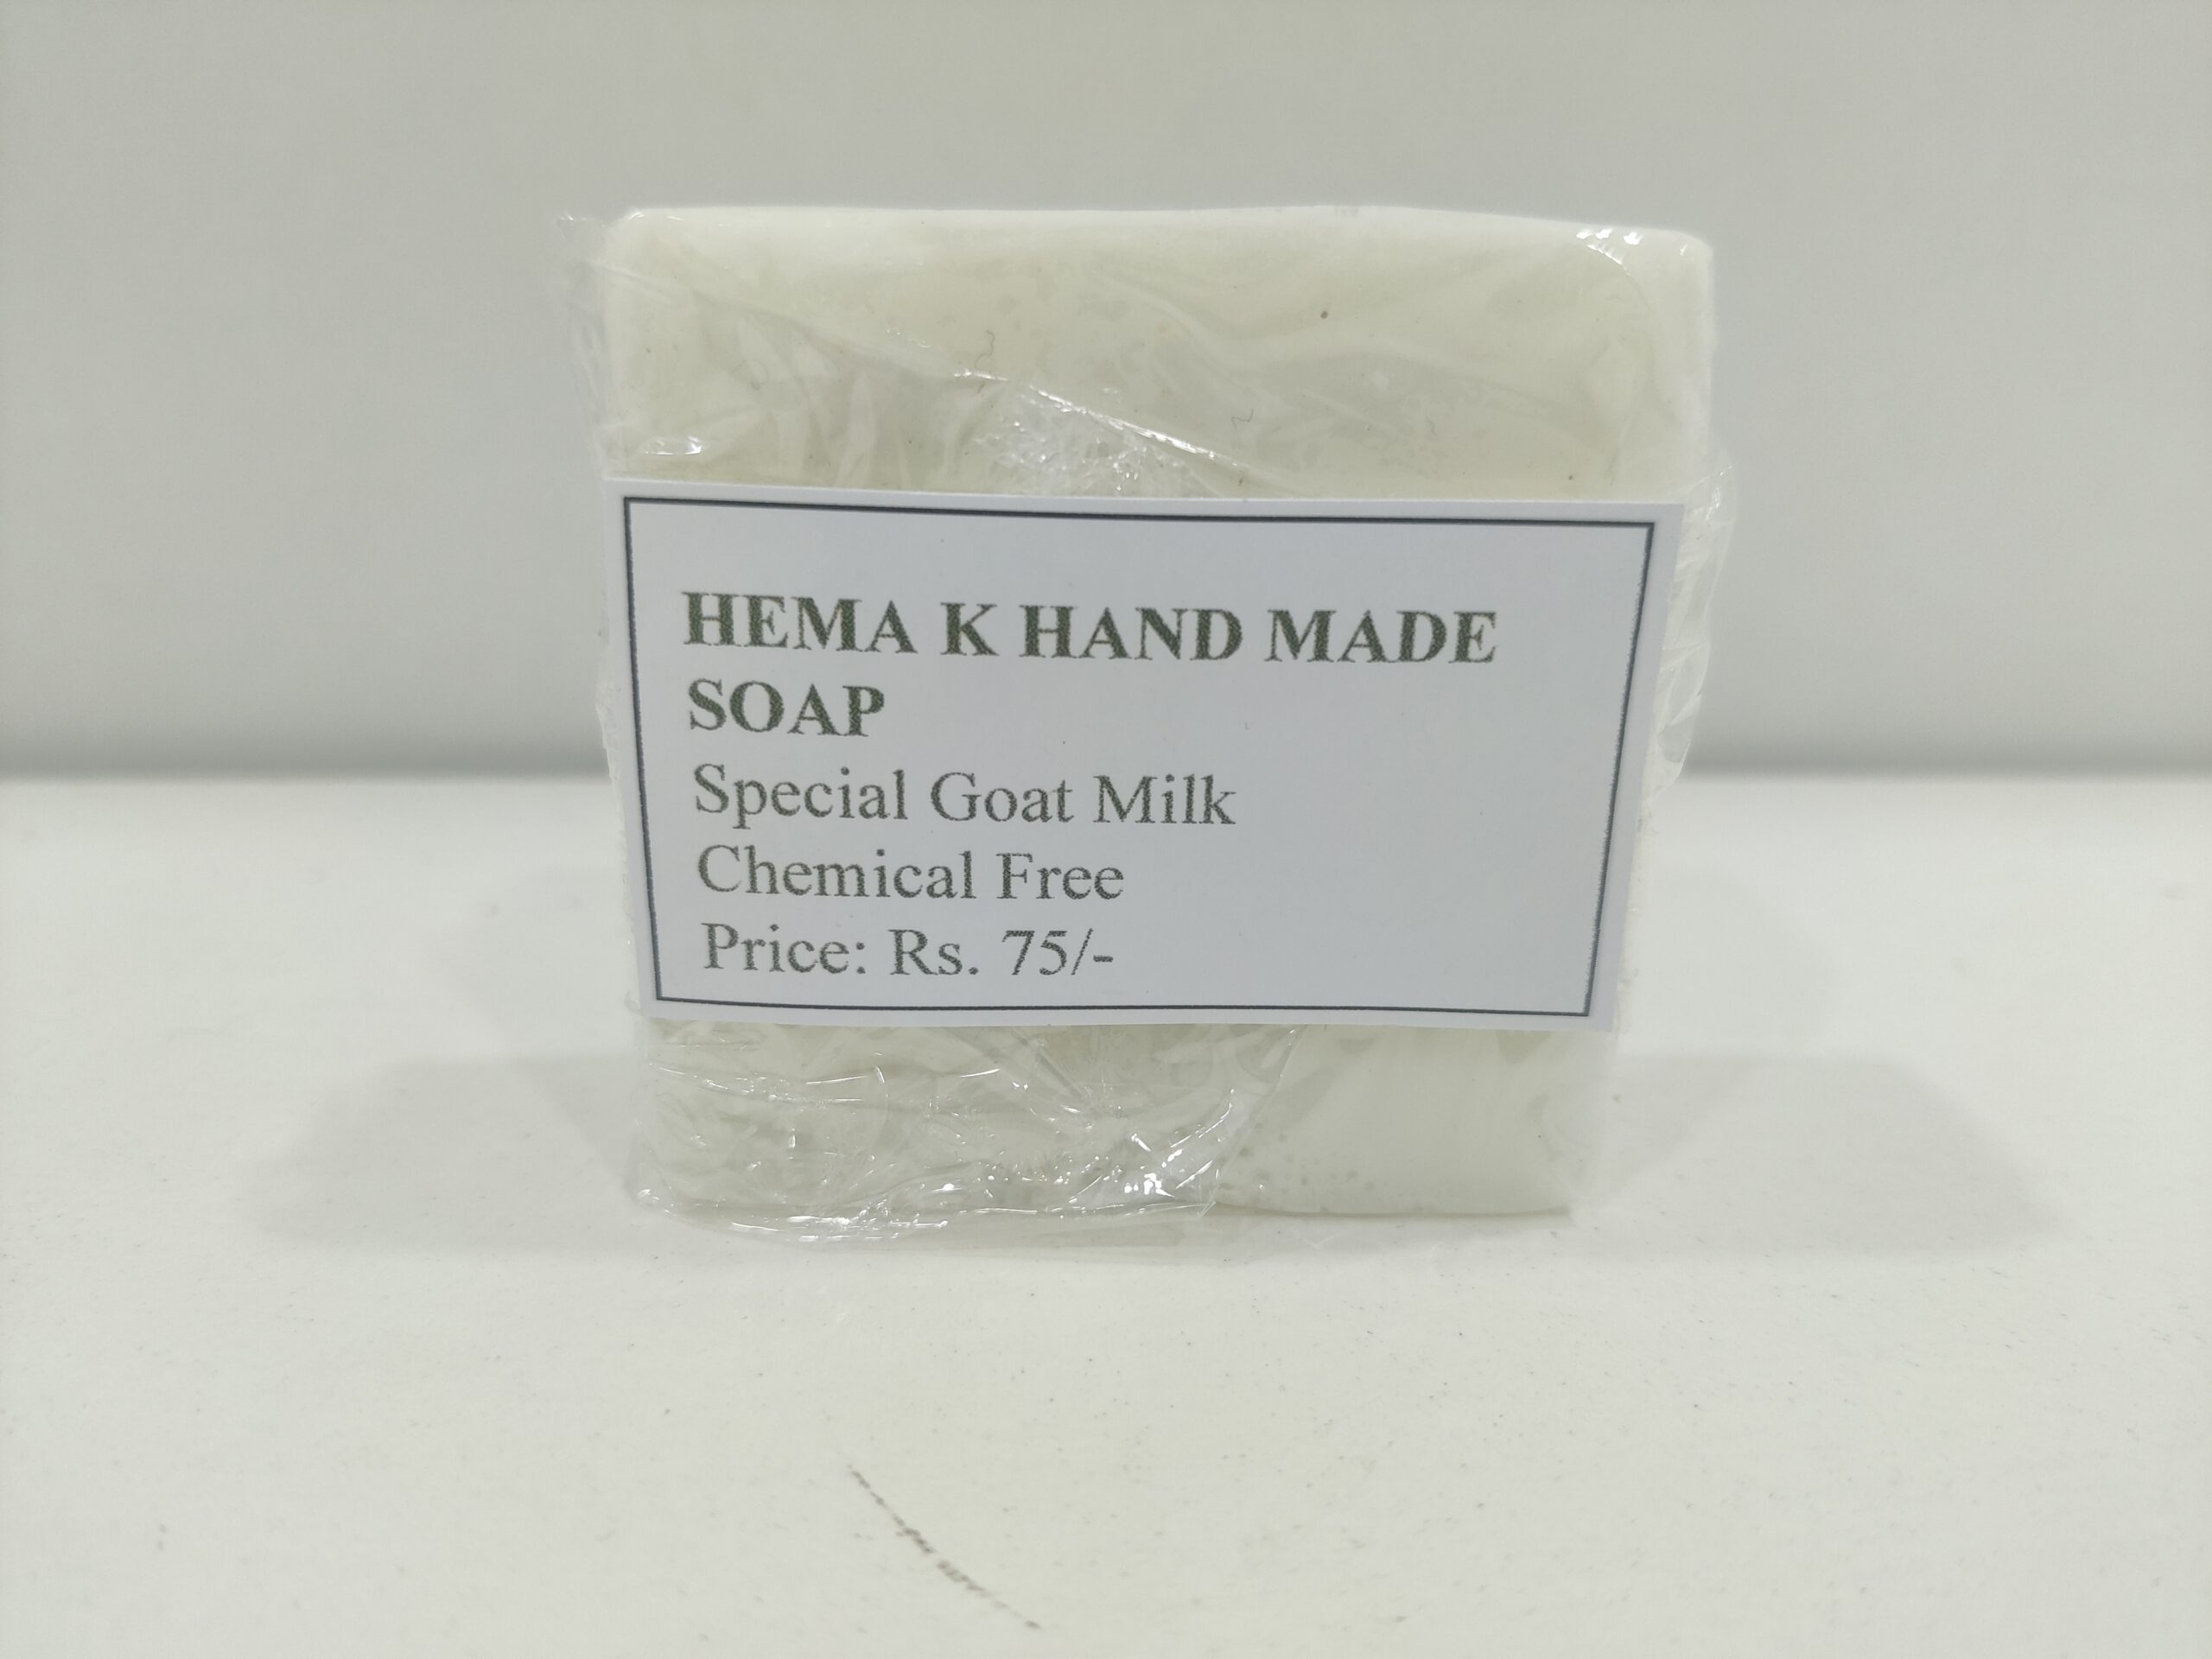 HEMA K HAND MADE
SOAP
Special Goat Milk
Chemical Free
Price: Rs. 75/-